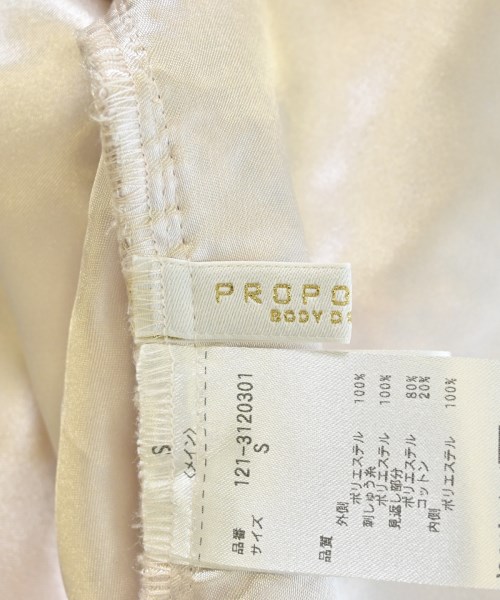 PROPO
BODY D
S
〈メイン〉
品番 121-3120301
サイズ S
品質
外側
ポリエステル 100%
刺しゅう糸
ポリエステル 100%
見返し部分
ポリエステル 80%
コットン 20%
内側
ポリエステル 100%